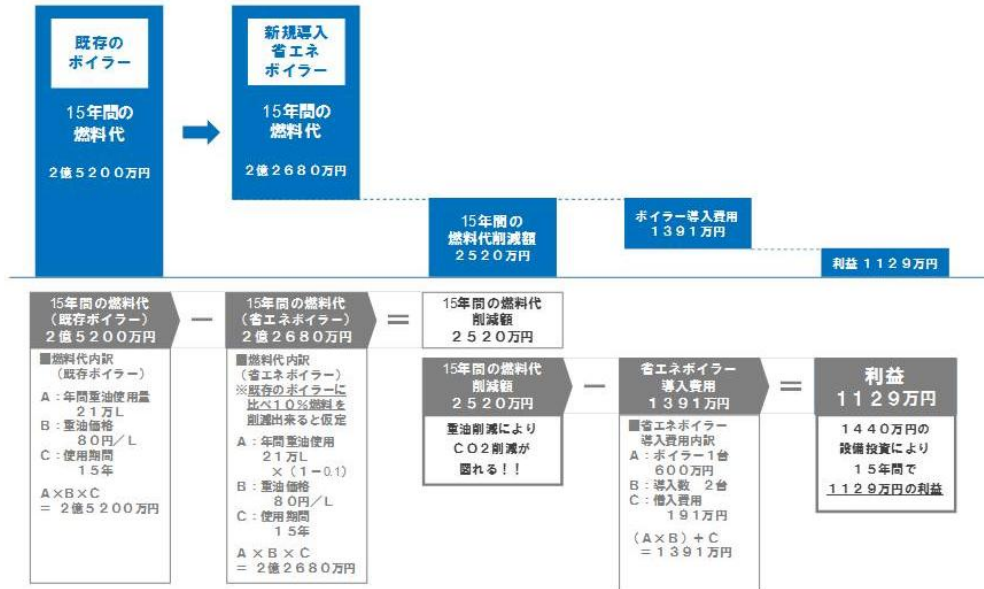 既存の
ボイラー
15年間の
燃料代
2億5200万円
新規導入
省エネ
ボイラー
15年間の
燃料代
2億2680万円
15年間の
燃料代削減額
2520万円
ボイラー導入費用
1391万円
利益1129万円
15年間の燃料代
(既存ボイラー)
2億5200万円
－
15年間の燃料代
(省エネボイラー)
2億2680万円
＝
15年間の燃料代
削減額
2520万円
■燃料代内訳
(既存ボイラー)
A:年間重油使用量
21万L
B:重油価格
80円/L
C:使用期間
15年
A×B×C
= 2億5200万円
■燃料代内訳
(省エネボイラー)
※既存のボイラーに
比べ10%燃料を
削減出来ると仮定
A:年間重油使用
21万L
×(1-0.1)
B:重油価格
80円/L
C:使用期間
15年
A×B×C
= 2億2680万円
15年間の燃料代
削減額
2520万円
－
省エネボイラー
導入費用
1391万円
＝
利益
1129万円
重油削減により
CO2削減が
図れる!!
■省エネボイラー
導入費用内訳
A:ボイラー1台
600万円
B:導入数 2台
C:借入費用
191万円
(A×B)+C
=1391万円
1440万円の
設備投資により
15年間で
1129万円の利益